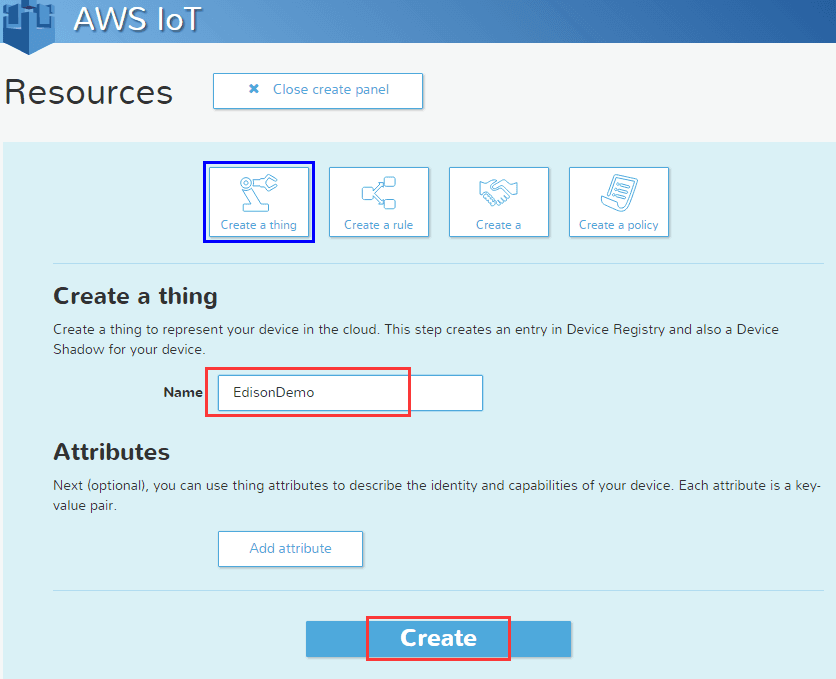 AWS IoT
Resources
✖ Close create panel
Create a thing
Create a rule
Create a
Create a policy
Create a thing
Create a thing to represent your device in the cloud. This step creates an entry in Device Registry and also a Device
Shadow for your device.
Name
EdisonDemo
Attributes
Next (optional), you can use thing attributes to describe the identity and capabilities of your device. Each attribute is a key-
value pair.
Add attribute
Create